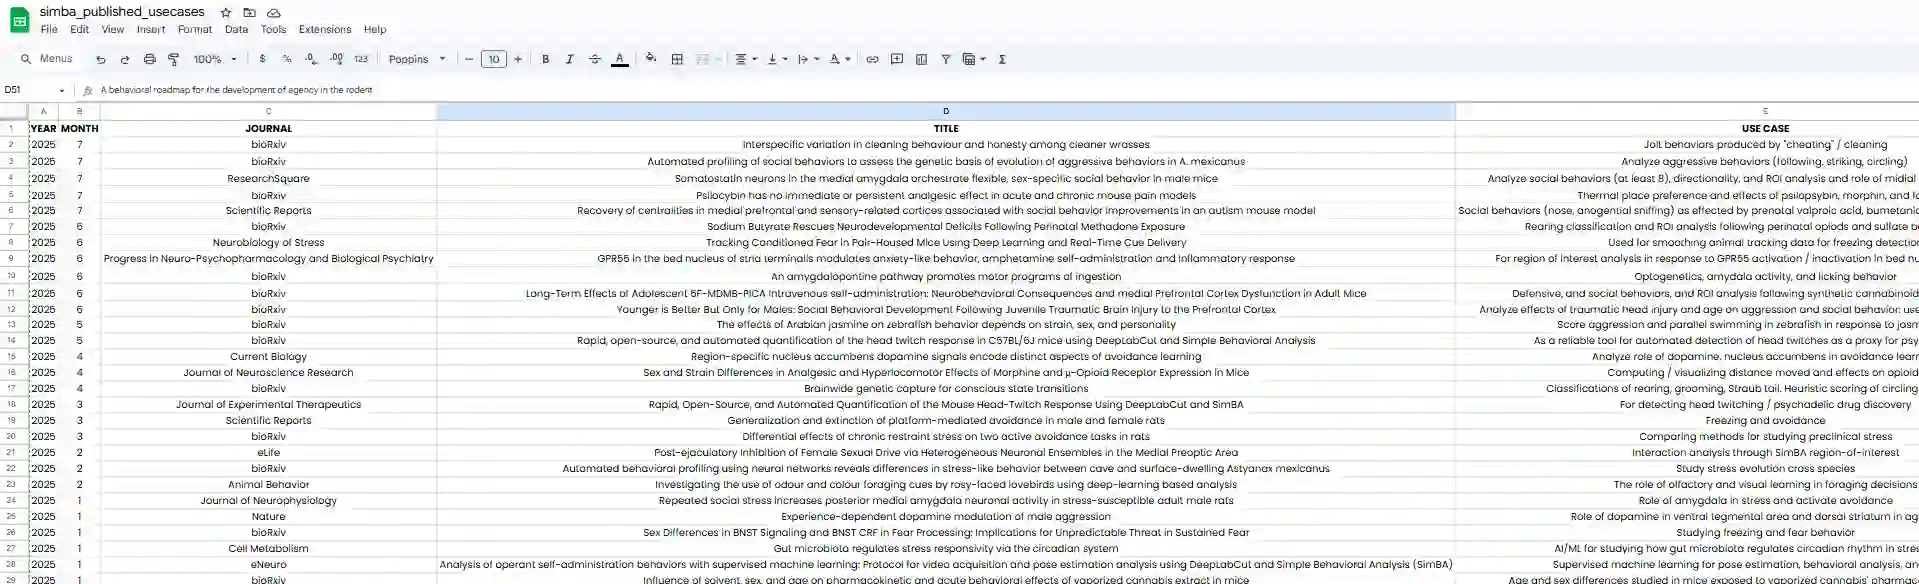 simba_published_usecases
File Edit View Insert Format Data Tools Extensions Help
Menus 100% $ % .0 .00 123 Poppins 10 B I S A Σ
D51 fx A behavioral roadmap for the development of agency in the rodent
A B C D E
1 YEAR MONTH JOURNAL TITLE USE CASE
2 2025 7 bioRxiv Interspecific variation in cleaning behaviour and honesty among cleaner wrasses Jolt behaviors produced by "cheating" / cleaning
3 2025 7 bioRxiv Automated profiling of social behaviors to assess the genetic basis of evolution of aggressive behaviors in A. mexicanus Analyze aggressive behaviors (following, striking, circling)
4 2025 7 ResearchSquare Somatostatin neurons in the medial amygdala orchestrate flexible, sex-specific social behavior in male mice Analyze social behaviors (at least 8), directionality, and ROI analysis and role of midial
5 2025 7 bioRxiv Psilocybin has no immediate or persistent analgesic effect in acute and chronic mouse pain models Thermal place preference and effects of psilopsybin, morphin, and
6 2025 7 Scientific Reports Recovery of centralities in medial prefrontal and sensory-related cortices associated with social behavior improvements in an autism mouse model Social behaviors (nose, anogential sniffing) as affected by prenatal valproic acid, bumetanic
7 2025 6 bioRxiv Sodium Butyrate Rescues Neurodevelopmental Deficits Following Perinatal Methadone Exposure Rearing classification and ROI analysis following perinatal opiods and sulfate
8 2025 6 Neurobiology of Stress Tracking Conditioned Fear in Pair-Housed Mice Using Deep Learning and Real-Time Cue Delivery Used for smoothing animal tracking data for freezing detection
9 2025 6 Progress in Neuro-Psychopharmacology and Biological Psychiatry GPR55 in the bed nucleus of stria terminalis modulates anxiety-like behavior, amphetamine self-administration and inflammatory response For region of interest analysis in response to GPR55 activation / inactivation in bed nu
10 2025 6 bioRxiv An amygdalopontine pathway promotes motor programs of ingestion Optogenetics, amydala activity, and licking behavior
11 2025 6 bioRxiv Long-Term Effects of Adolescent 5F-MDMB-PICA Intravenous self-administration: Neurobehavioral Consequences and medial Prefrontal Cortex Dysfunction in Adult Mice Defensive, and social behaviors, and ROI analysis following synthetic cannabinoid
12 2025 6 bioRxiv Younger is Better But Only for Males: Social Behavioral Development Following Juvenile Traumatic Brain Injury to the Prefrontal Cortex Analyze effects of traumatic head injury and age on aggression and social behavior: use
13 2025 5 bioRxiv The effects of Arabian jasmine on zebrafish behavior depends on strain, sex, and personality Score aggression and parallel swimming in zebrafish in response to jasm
14 2025 5 bioRxiv Rapid, open-source, and automated quantification of the head twitch response in C57BL/6J mice using DeepLabCut and Simple Behavioral Analysis As a reliable tool for automated detection of head twitches as a proxy for psy
15 2025 4 Current Biology Region-specific nucleus accumbens dopamine signals encode distinct aspects of avoidance learning Analyze role of dopamine. nucleus accumbens in avoidance learn
16 2025 4 Journal of Neuroscience Research Sex and Strain Differences in Analgesic and Hyperlocomotor Effects of Morphine and μ-Opioid Receptor Expression in Mice Computing / visualizing distance moved and effects on opioid
17 2025 4 bioRxiv Brainwide genetic capture for conscious state transitions Classifications of rearing, grooming, Straub tail. Heuristic scoring of circling
18 2025 3 Journal of Experimental Therapeutics Rapid, Open-Source, and Automated Quantification of the Mouse Head-Twitch Response Using DeepLabCut and SimBA For detecting head twitching / psychadelic drug discovery
19 2025 3 Scientific Reports Generalization and extinction of platform-mediated avoidance in male and female rats Freezing and avoidance
20 2025 3 bioRxiv Differential effects of chronic restraint stress on two active avoidance tasks in rats Comparing methods for studying preclinical stress
21 2025 2 eLife Post-ejaculatory Inhibition of Female Sexual Drive via Heterogeneous Neuronal Ensembles in the Medial Preoptic Area Interaction analysis through SimBA region-of-interest
22 2025 2 bioRxiv Automated behavioral profiling using neural networks reveals differences in stress-like behavior between cave and surface-dwelling Astyanax mexicanus Study stress evolution cross species
23 2025 2 Animal Behavior Investigating the use of odour and colour foraging cues by rosy-faced lovebirds using deep-learning based analysis The role of olfactory and visual learning in foraging decisions
24 2025 1 Journal of Neurophysiology Repeated social stress increases posterior medial amygdala neuronal activity in stress-susceptible adult male rats Role of amygdala in stress and activate avoidance
25 2025 1 Nature Experience-dependent dopamine modulation of male aggression Role of dopamine in ventral tegmental area and dorsal striatum in ag
26 2025 1 bioRxiv Sex Differences in BNST Signaling and BNST CRF in Fear Processing: Implications for Unpredictable Threat in Sustained Fear Studying freezing and fear behavior
27 2025 1 Cell Metabolism Gut microbiota regulates stress responsivity via the circadian system AI/ML for studying how gut microbiota regulates circadian rhythm in stres
28 2025 1 eNeuro Analysis of operant self-administration behaviors with supervised machine learning: Protocol for video acquisition and pose estimation analysis using DeepLabCut and Simple Behavioral Analysis (SimBA) Supervised machine learning for pose estimation, behavior,
29 2025 1 bioRxiv Influence of solvent, sex, and age on pharmacokinetic and acute behavioral effects of vaporized cannabis extract in mice Age and sex differences studied in mice exposed to vaporized cannabis'